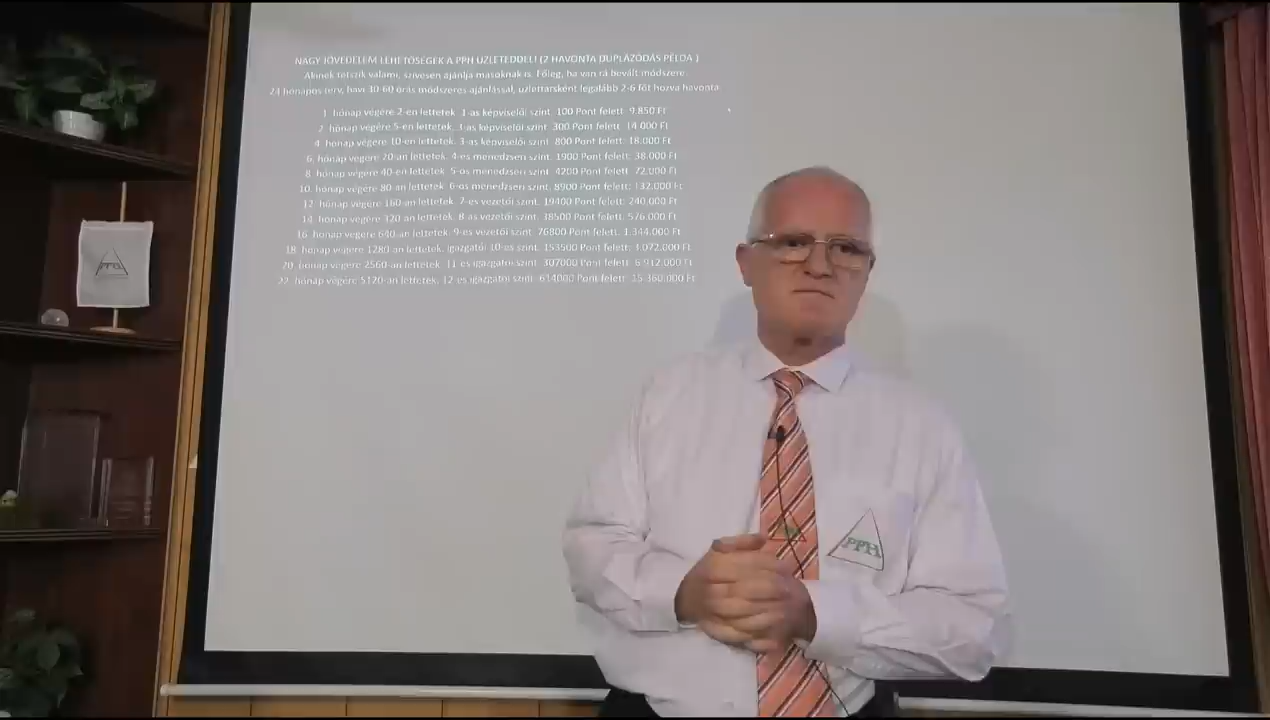 NAGY JÖVEDELEM LEHETŐSÉGEK A PPH ÜZLETEDDEL! (2 HAVONTA DUPLÁZÓDÁS PÉLDA )
Akinek tetszik valami, szívesen ajánlja másoknak is. Főleg, ha van rá bevált módszere.
24 hónapos terv, havi 30-60 órás módszeres ajánlással, üzlettársként legalább 2-6 főt hozva havonta.
1. hónap végére 2-en lettetek. 1-as képviselői szint. 100 Pont felett: 9.850 Ft
2. hónap végére 5-en lettetek. 3-as képviselői szint. 300 Pont felett: 14.000 Ft
4. hónap végére 10-en lettetek. 3-as képviselői szint. 800 Pont felett: 18.000 Ft
6. hónap végére 20-an lettetek. 4-es menedzseri szint. 1900 Pont felett: 38.000 Ft
8. hónap végére 40-en lettetek. 5-ös menedzseri szint. 4200 Pont felett: 72.000 Ft
10. hónap végére 80-an lettetek. 6-os menedzseri szint. 8900 Pont felett: 132.000 Ft
12. hónap végére 160-an lettetek. 7-es vezetői szint. 19400 Pont felett: 240.000 Ft
14. hónap végére 320-an lettetek. 8-as vezetői szint. 38500 Pont felett: 576.000 Ft
16. hónap végére 640-an lettetek. 9-es vezetői szint. 76800 Pont felett: 1.344.000 Ft
18. hónap végére 1280-an lettetek. igazgatói 10-es szint. 153500 Pont felett: 3.072.000 Ft
20. hónap végére 2560-an lettetek. 11-es igazgatói szint. 307000 Pont felett: 6.912.000 Ft
22. hónap végére 5120-an lettetek. 12-es igazgatói szint. 614000 Pont felett: 15.360.000 Ft
PPH
PPH